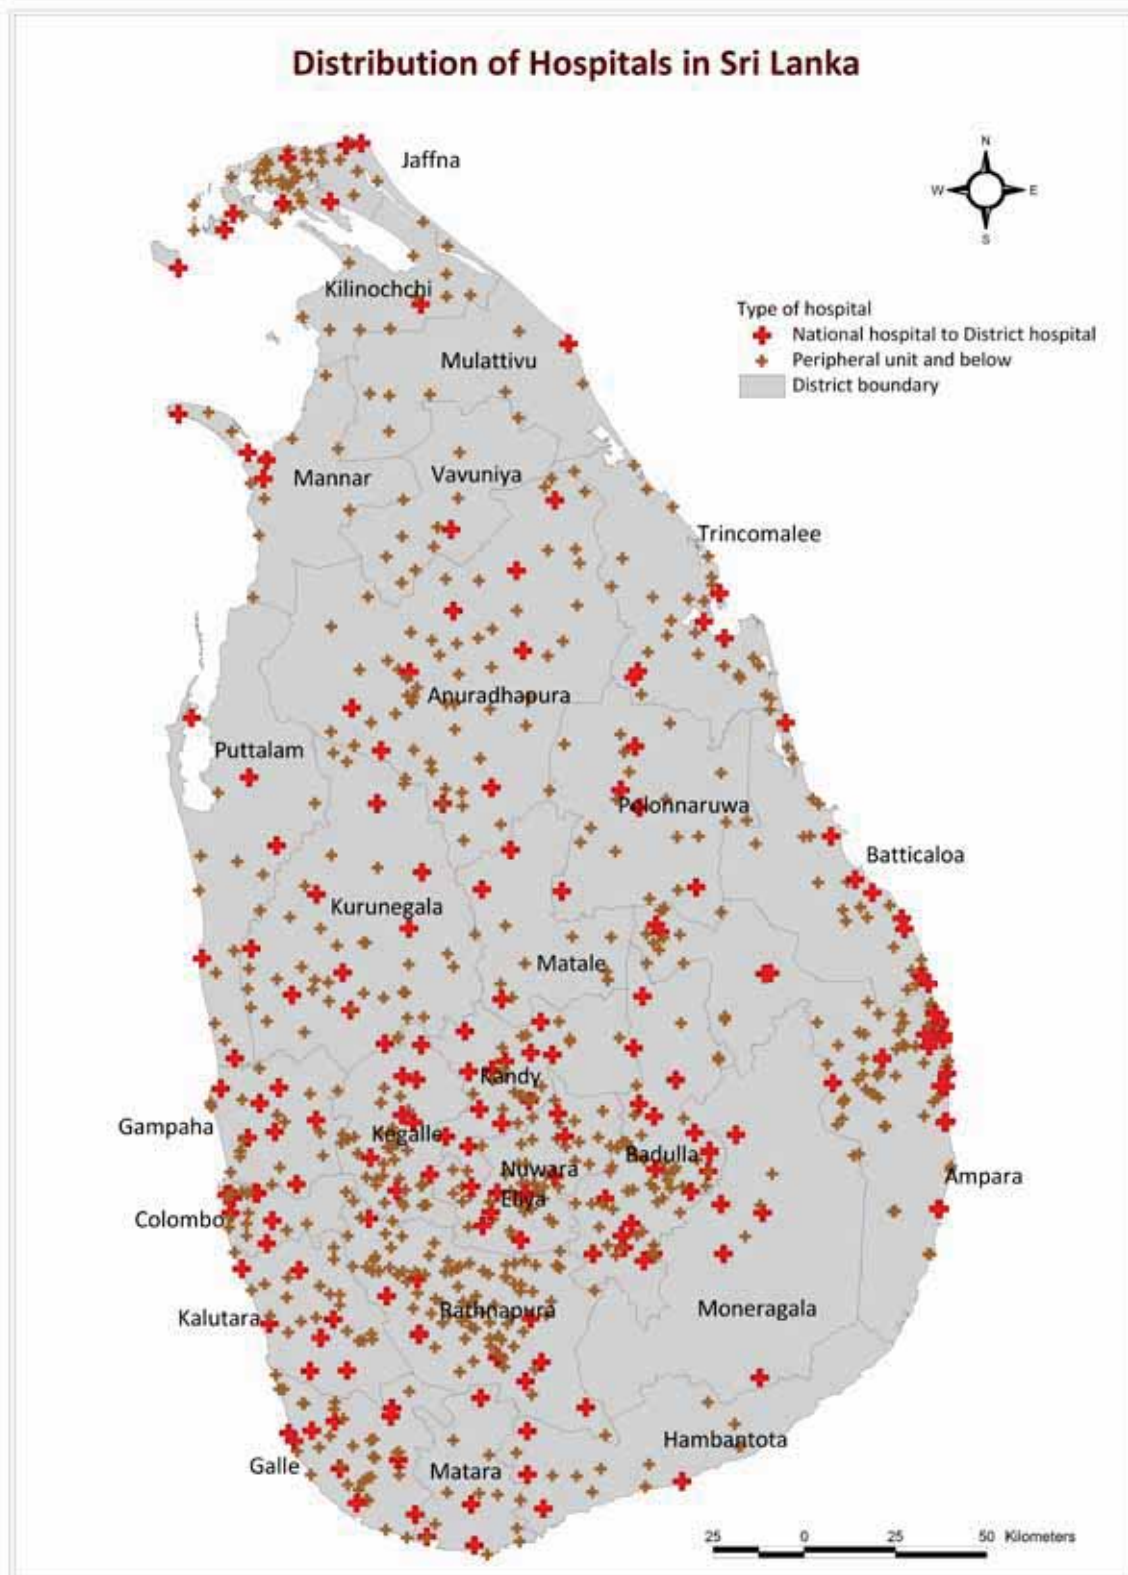 Distribution of Hospitals in Sri Lanka
N
W
E
S
Jaffna
Kilinochchi
Type of hospital
National hospital to District hospital
Peripheral unit and below
District boundary
Mulattivu
Mannar
Vavuniya
Trincomalee
Anuradhapura
Puttalam
Polonnaruwa
Batticaloa
Kurunegala
Matale
Kandy
Gampaha
Kegalle
Badulla
Nuwara
Eliya
Ampara
Colombo
Moneragala
Rathnapura
Kalutara
Hambantota
Galle
Matara
25 0 25 50 Kilometers